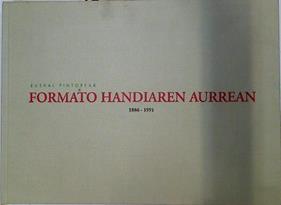 EUSKAL PINTOREAK
FORMATO HANDIAREN AURREAN
1886 - 1951